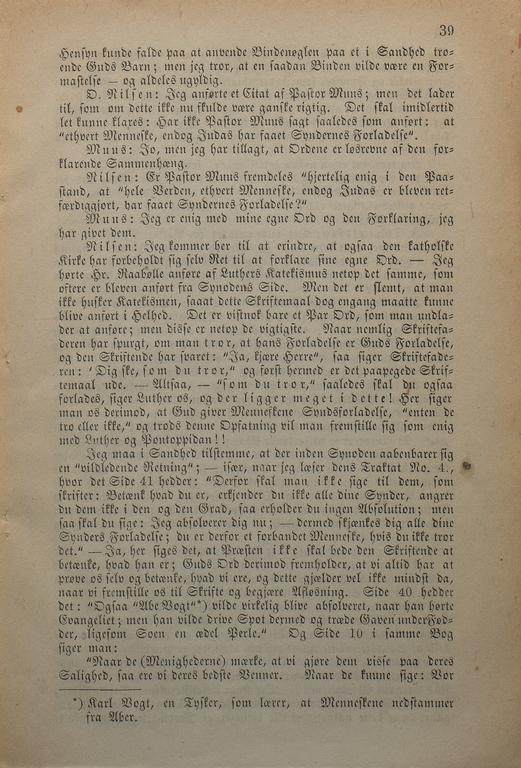 39
Hensyn kunde falde paa at anvende Bindenøglen paa et i Sandhed tro-
ende Guds Barn; men jeg tror, at en saadan Binden vilde være en For-
mastelse — og aldeles ugyldig.
O. Nilsen: Jeg anførte et Citat af Pastor Muus; men det lader
til, som om dette ikke nu skulde være ganske rigtig. Det skal imidlertid
let kunne klares: Har ikke Pastor Muus sagt saaledes som anført: at
"ethvert Menneske, endog Judas har faaet Syndernes Forladelse".
Muus: Jo, men jeg har tillagt, at Ordene er løsrevne af den for-
klarende Sammenhæng.
Nilsen: Er Pastor Muus fremdeles "hjertelig enig i den Paa-
stand, at "hele Verden, ethvert Menneske, endog Judas er bleven ret-
færdiggjort, har faaet Syndernes Forladelse?"
Muus: Jeg er enig med mine egne Ord og den Forklaring, jeg
har givet dem.
Nilsen: Jeg kommer her til at erindre, at ogsaa den katholske
Kirke har forbeholdt sig selv Ret til at forklare sine egne Ord. — Jeg
hørte Hr. Raabølle anføre af Luthers Katekismus netop det samme, som
oftere er bleven anført fra Synodens Side. Men det er slemt, at man
ikke husker Katekismen, saaat dette Skriftemaal dog engang maatte kunne
blive anført i Helhed. Det er vistnok bare et Par Ord, som man undla-
der at anføre; men disse er netop de vigtigste. Naar nemlig Skriftefa-
deren har spurgt, om man tror, at hans Forladelse er Guds Forladelse,
og den Skriftende har svaret: "Ja, kjære Herre", saa siger Skriftefade-
ren: 'Dig ske, som du tror," og først hermed er det paapegede Skrif-
temaal ude. — Altsaa, — "som du tror," saaledes skal du ogsaa
forlades, siger Luther os, og der ligger meget i dette! Her siger
man os derimod, at Gud giver Menneskene Syndsforladelse, "enten de
tro eller ikke," og trods denne Opfatning vil man fremstille sig som enig
med Luther og Pontoppidan!!
Jeg maa i Sandhed tilstemme, at der inden Synoden aabenbarer sig
en "vildledende Retning"; — især, naar jeg læser dens Traktat No. 4.,
hvor det Side 41 hedder: "Derfor skal man ikke sige til dem, som
skrifter: Betænk hvad du er, erkjender du ikke alle dine Synder, angrer
du dem ikke i den og den Grad, saa erholder du ingen Absolution; men
saa skal du sige: Jeg absolverer dig nu; — dermed skjænkes dig alle dine
Synders Forladelse; du er derfor et forbandet Menneske, hvis du ikke tror
det." — Ja, her siges det, at Præsten ikke skal bede den Skriftende at
betænke, hvad han er; Guds Ord derimod fremholder, at vi altid har at
prøve os selv og betænke, hvad vi ere, og dette gjælder vel ikke mindst da,
naar vi fremstille os til Skrifte og begjære Afløsning. Side 40 hedder
det: "Ogsaa "Abe Vogt"*) vilde virkelig blive absolveret, naar han hørte
Evangeliet; men han vilde drive Spot dermed og træde Gaven under Fød-
der, ligesom Soen en ædel Perle." Og Side 10 i samme Bog
siger man:
"Naar de (Menighederne) mærke, at vi gjøre dem visse paa deres
Salighed, saa ere vi deres bedste Venner. Naar de kunne sige: Vor
*) Karl Vogt, en Tysker, som lærer, at Menneskene nedstammer
fra Aber.